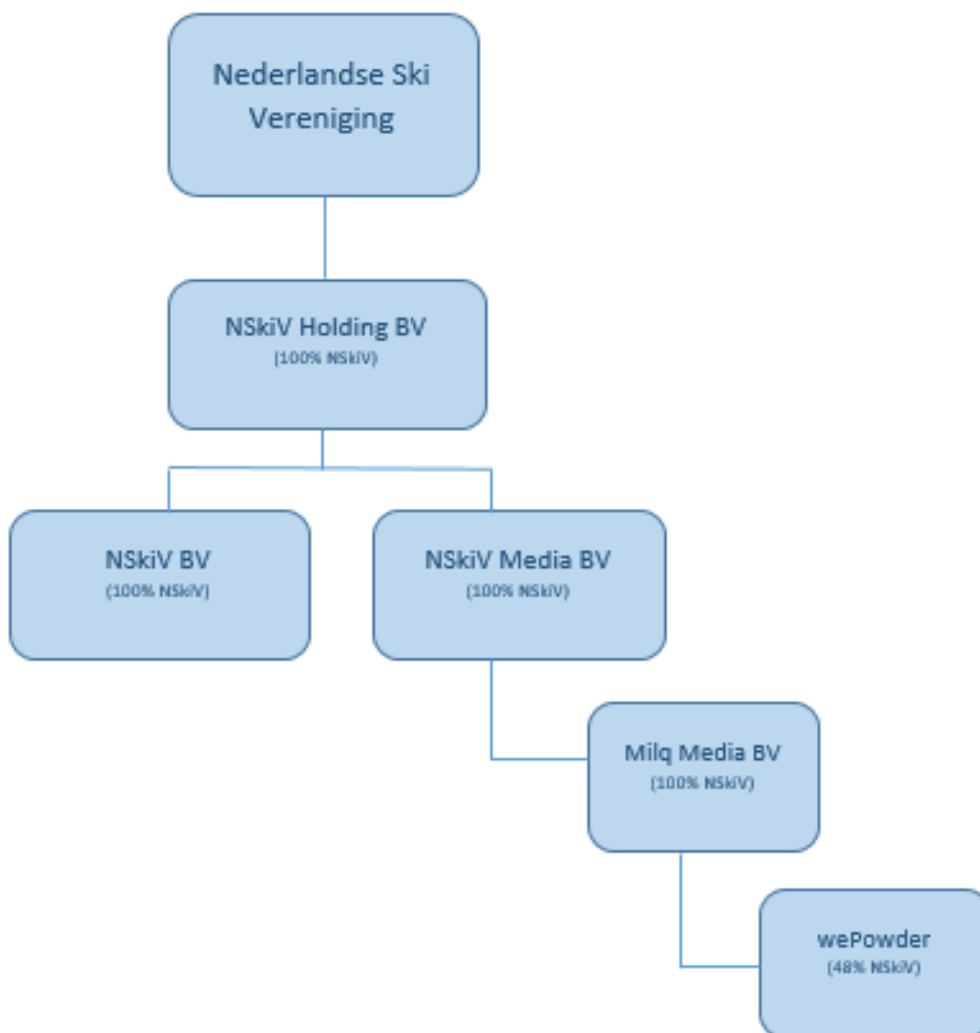 Nederlandse Ski
Vereniging
NSkiV Holding BV
(100% NSkiV)
NSkiV BV
(100% NSkiV)
NSkiV Media BV
(100% NSkiV)
Milq Media BV
(100% NSkiV)
wePowder
(48% NSkiV)